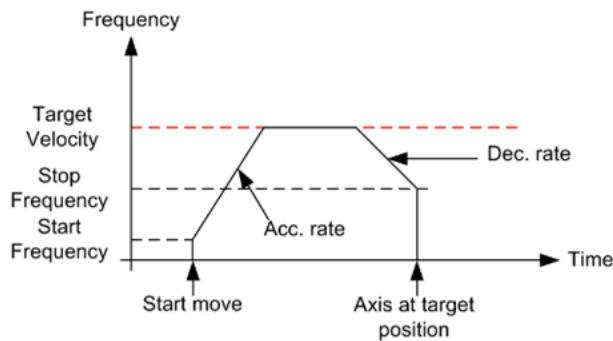 Frequency
Target
Velocity
Dec. rate
Stop
Frequency
Start
Frequency
Acc. rate
Time
Start move
Axis at target
position